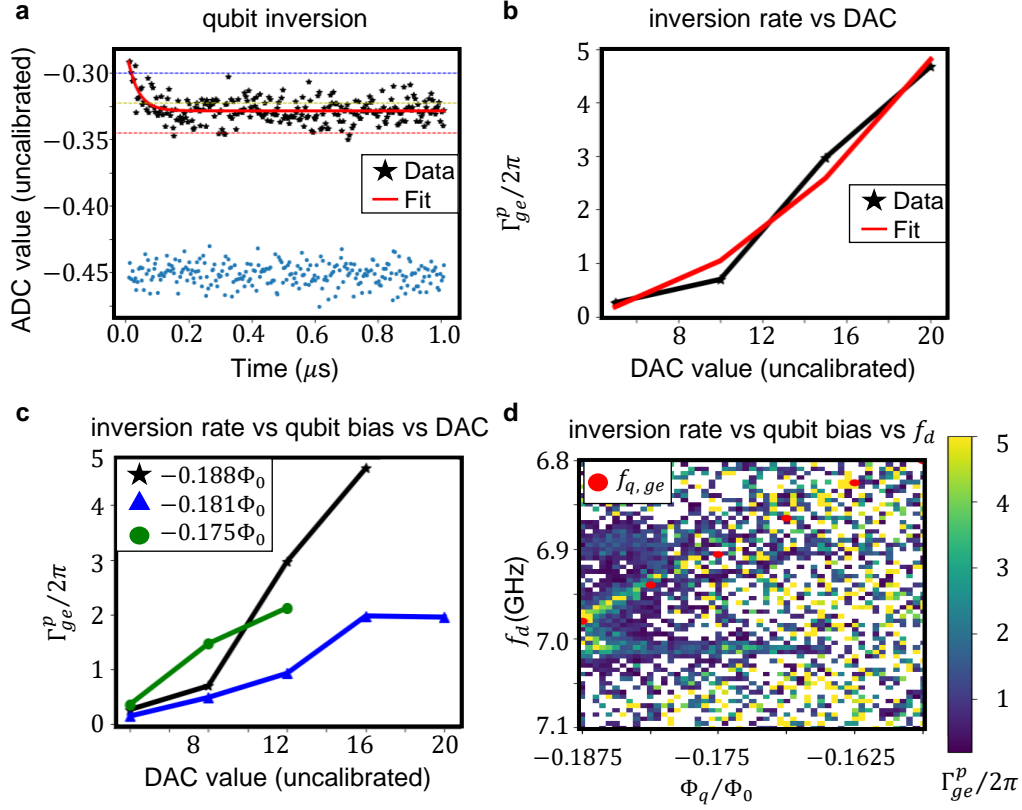 a
qubit inversion
ADC value (uncalibrated)
−0.30
−0.35
−0.40
−0.45
Data
Fit
0.0 0.2 0.4 0.6 0.8 1.0
Time (μs)
b
inversion rate vs DAC
Γ^p_ge/2π
5
4
3
2
1
0
Data
Fit
8 12 16 20
DAC value (uncalibrated)
c
inversion rate vs qubit bias vs DAC
Γ^p_ge/2π
5
4
3
2
1
0
−0.188Φ₀
−0.181Φ₀
−0.175Φ₀
8 12 16 20
DAC value (uncalibrated)
d
inversion rate vs qubit bias vs f_d
f_d(GHz)
6.8
6.9
7.0
7.1
f_q,ge
−0.1875 −0.175 −0.1625
Φ_q/Φ₀
5
4
3
2
1
0
Γ^p_ge/2π